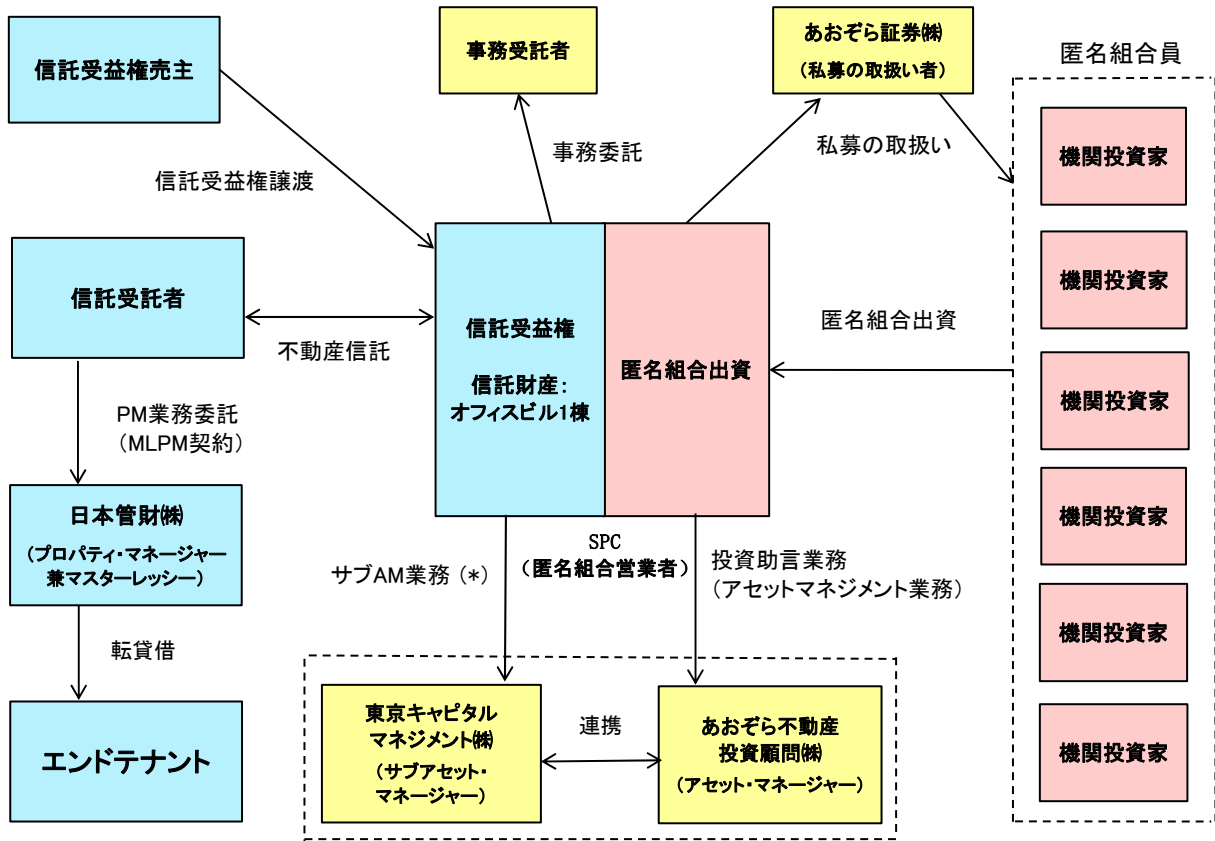 信託受益権売主
事務受託者
あおぞら証券㈱
（私募の取扱い者）
匿名組合員
信託受益権譲渡
事務委託
私募の取扱い
機関投資家
機関投資家
機関投資家
機関投資家
機関投資家
機関投資家
信託受託者
不動産信託
信託受益権
信託財産：
オフィスビル1棟
匿名組合出資
匿名組合出資
PM業務委託
（MLPM契約）
日本管財㈱
（プロパティ・マネージャー
兼マスターレッシー）
転貸借
エンドテナント
サブAM業務（*）
SPC
（匿名組合営業者）
投資助言業務
（アセットマネジメント業務）
東京キャピタル
マネジメント㈱
（サブアセット・
マネージャー）
連携
あおぞら不動産
投資顧問㈱
（アセット・マネージャー）